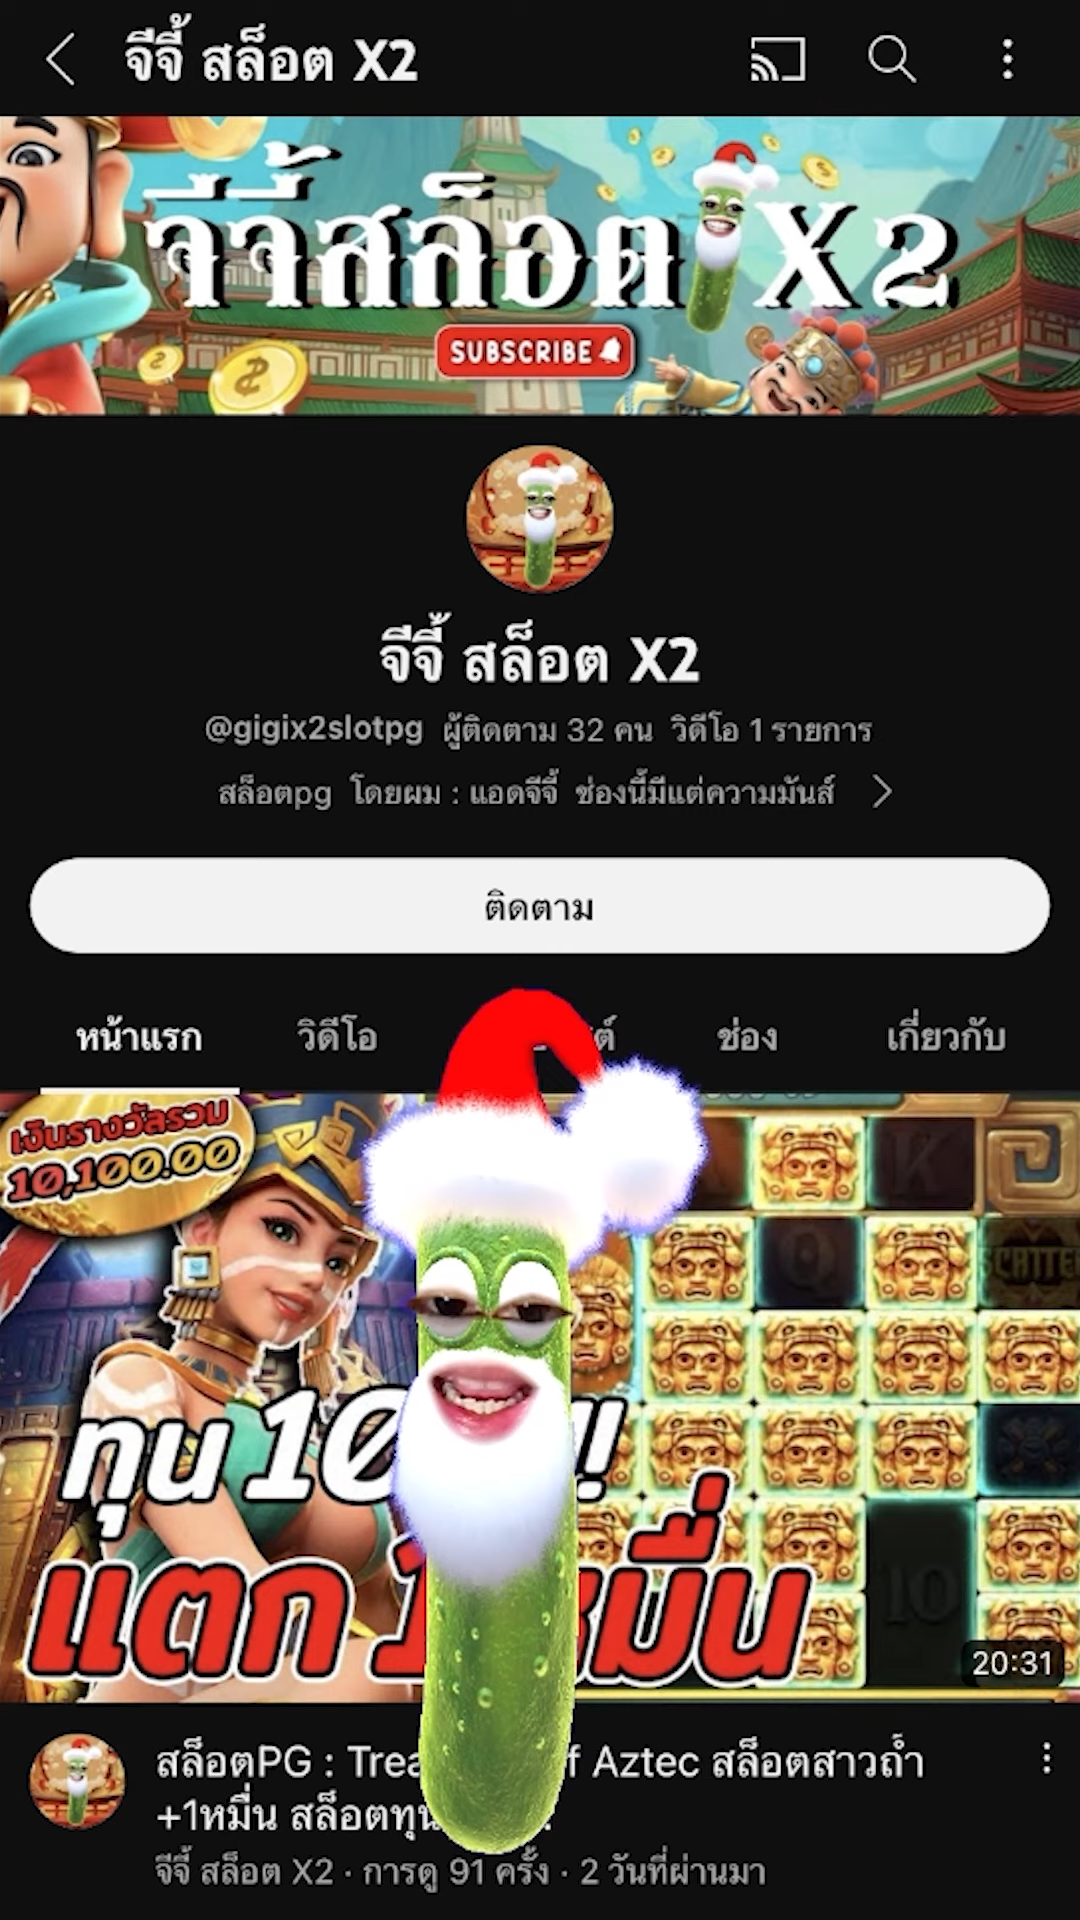 จีจี้ สล็อต X2
จีจี้สล็อต X2
SUBSCRIBE
จีจี้ สล็อต X2
@gigix2slotpg ผู้ติดตาม 32 คน วิดีโอ 1 รายการ
สล็อตpg โดยผม : แอดจีจี้ ช่องนี้มีแต่ความมันส์
ติดตาม
หน้าแรก วิดีโอ ช่อง เกี่ยวกับ
เงินรางวัลรวม
10,100.00
K
Q
SCATTE
ทุน 10 !!
แตก 1หมื่น
10
20:31
สล็อตPG : Trea f Aztec สล็อตสาวถ้ำ
+1หมื่น สล็อตทุน
จีจี้ สล็อต X2 · การดู 91 ครั้ง · 2 วันที่ผ่านมา